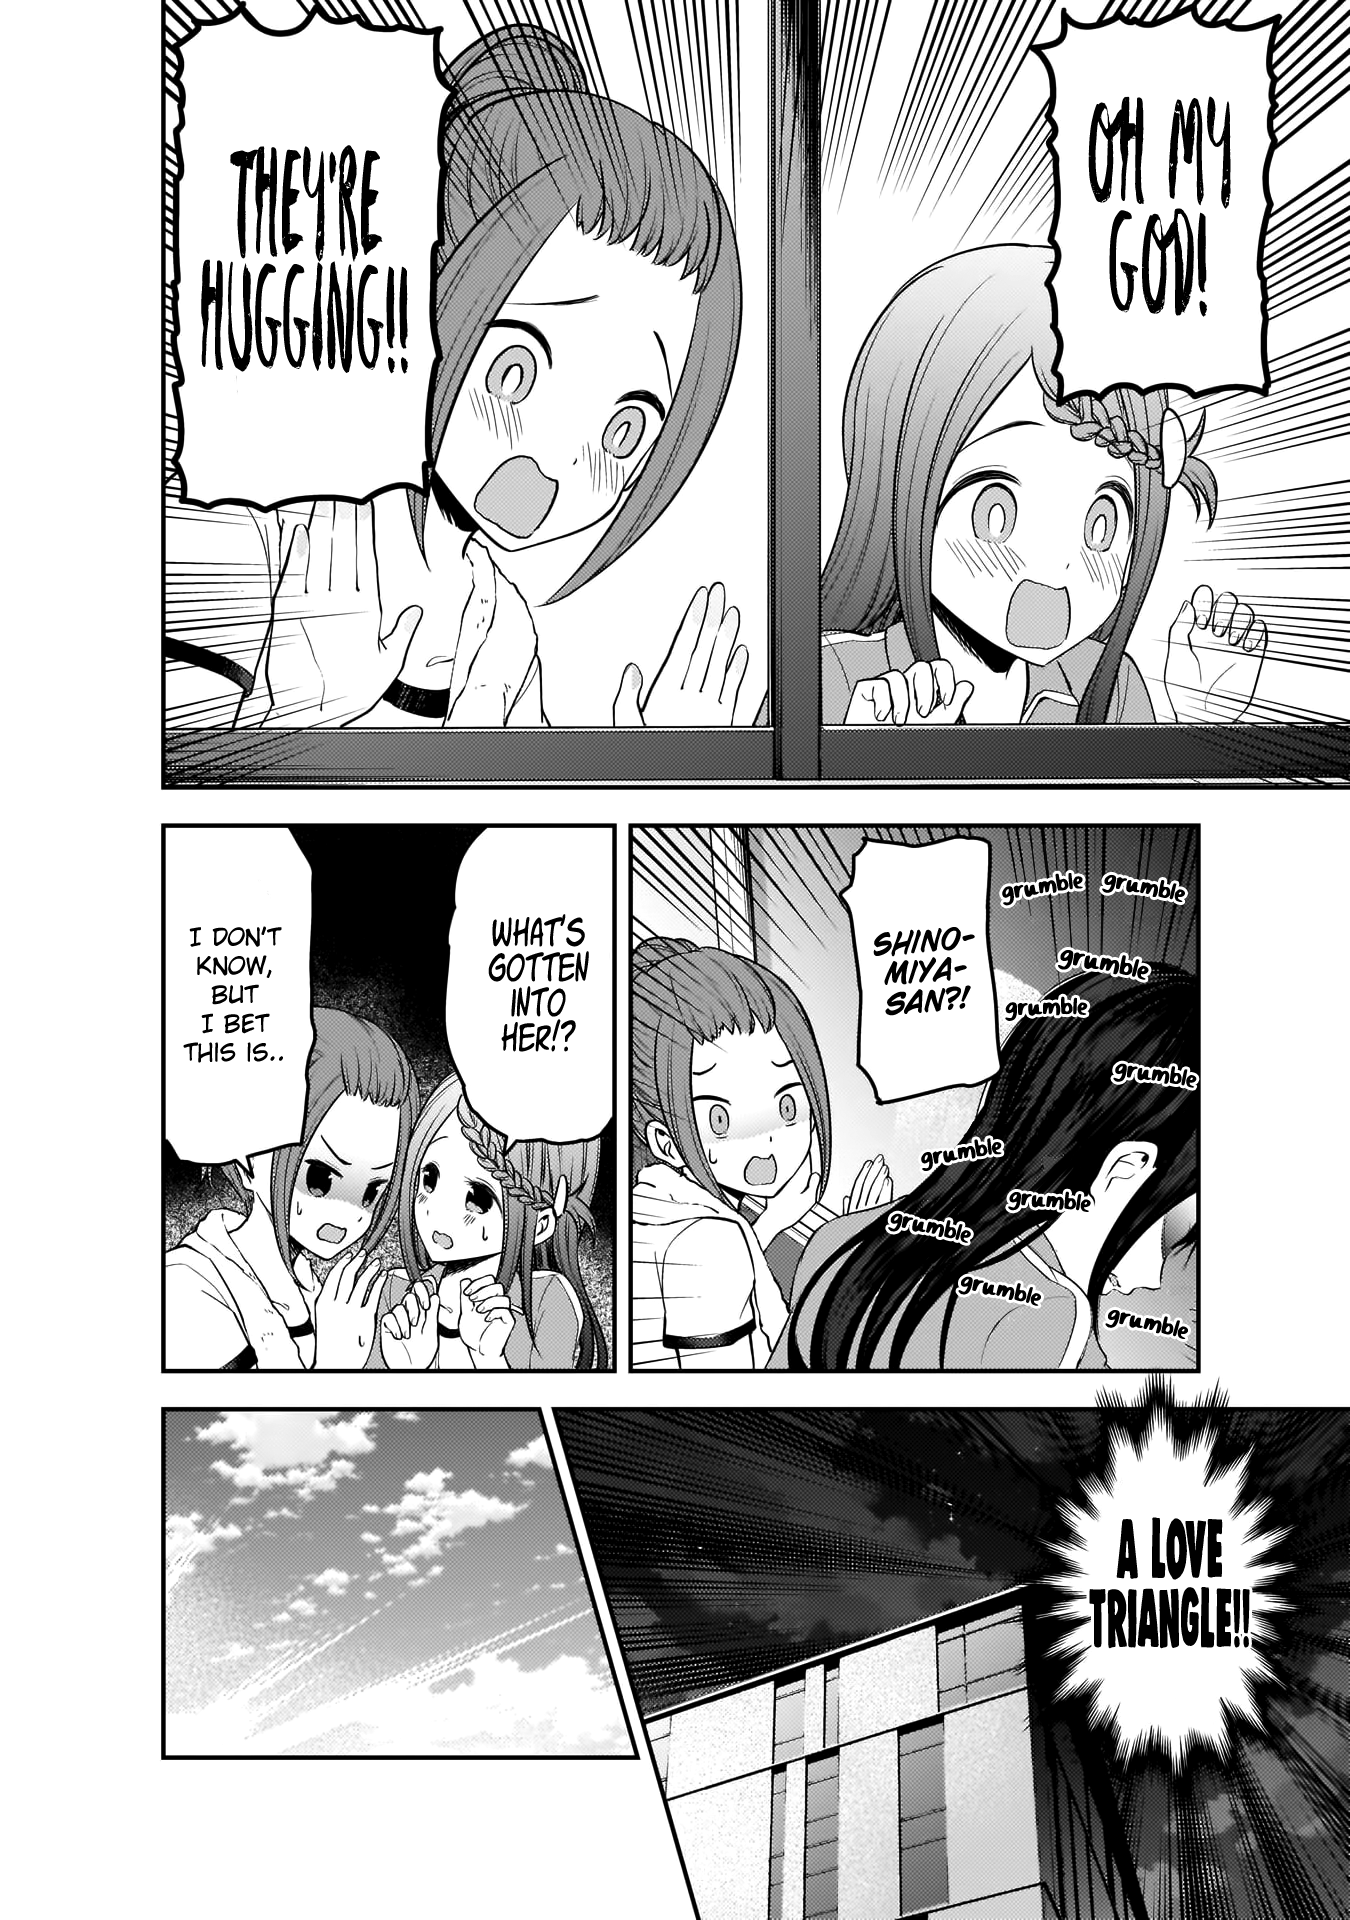 OH MY
GOD!
THEY'RE
HUGGING!!
grumble
grumble
grumble
grumble
grumble
SHINO-
MIYA-
SAN?!
grumble
grumble
grumble
grumble
grumble
WHAT'S
GOTTEN
INTO
HER!?
I DON'T
KNOW,
BUT
I BET
THIS IS..
A LOVE
TRIANGLE!!